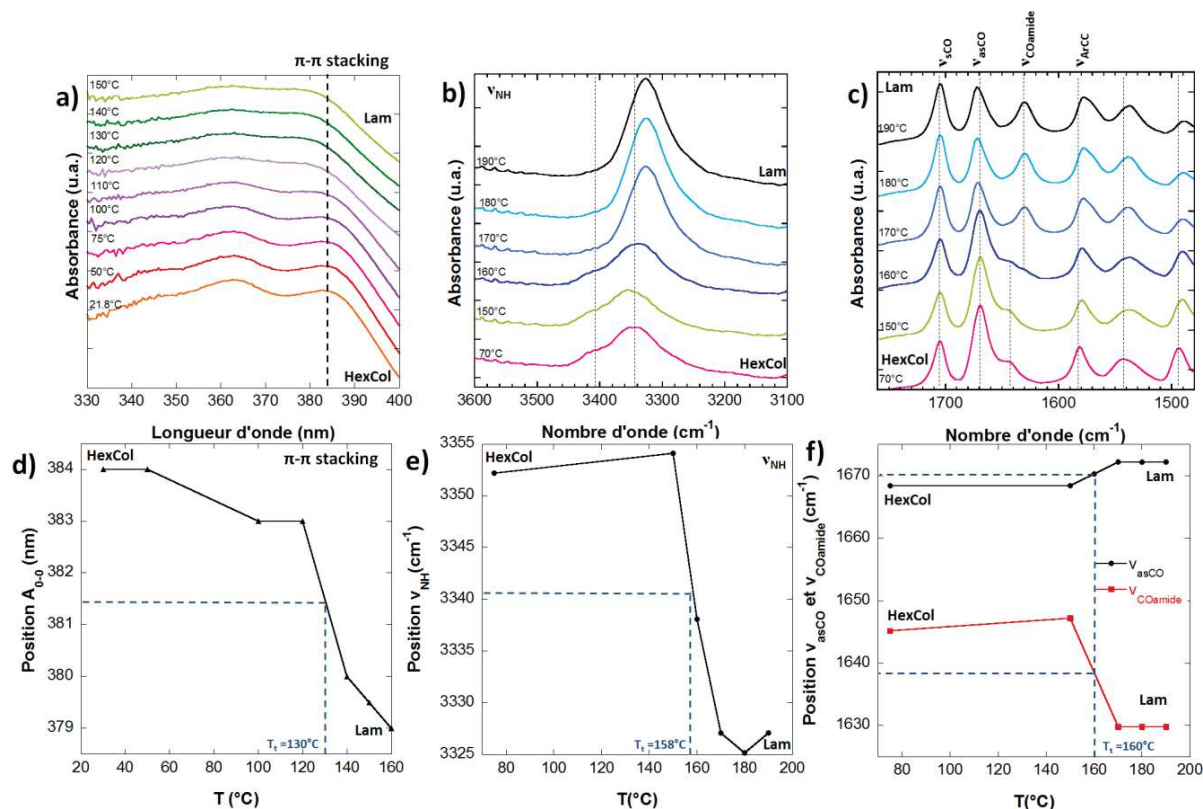 a)
π-π stacking
150°C
Lam
140°C
130°C
120°C
110°C
100°C
75°C
50°C
21.8°C
HexCol
Absorbance (u.a.)
330 340 350 360 370 380 390 400
Longueur d'onde (nm)
b)
νNH
190°C
Lam
180°C
170°C
160°C
150°C
70°C
HexCol
Absorbance (u.a.)
3600 3500 3400 3300 3200 3100
Nombre d'onde (cm-1)
c)
νsCO
νasCO
νCOamide
νArCC
Lam
190°C
180°C
170°C
160°C
150°C
HexCol
70°C
Absorbance (u.a.)
1700 1600 1500
Nombre d'onde (cm-1)
d)
HexCol
π-π stacking
384
383
382
381
380
379
Position A0-0 (nm)
Tt =130°C
Lam
20 40 60 80 100 120 140 160
T (°C)
e)
HexCol
νNH
3355
3350
3345
3340
3335
3330
3325
Position νNH(cm-1)
Tt =158°C
Lam
60 80 100 120 140 160 180 200
T(°C)
f)
1670
1660
1650
1640
1630
Position νasCO et νCOamide(cm-1)
HexCol
Lam
VasCO
VCOamide
HexCol
Lam
Tt =160°C
80 100 120 140 160 180 200
T(°C)